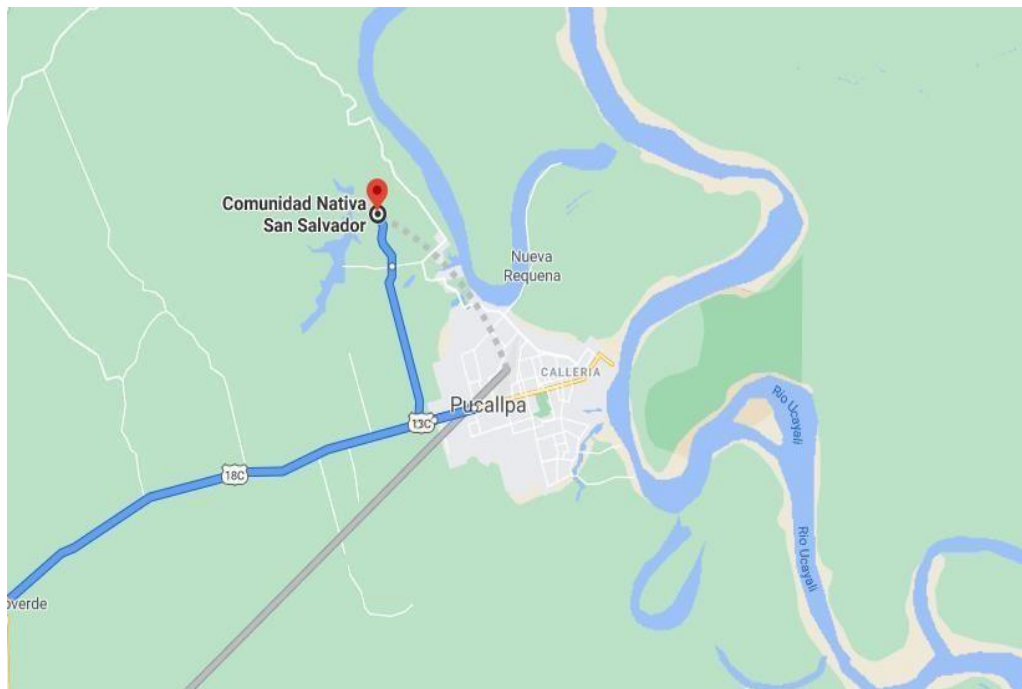 Comunidad Nativa
San Salvador
Nueva
Requena
CALLERIA
Pucallpa
13C
18C
Río Ucayali
Río Ucayali
overde